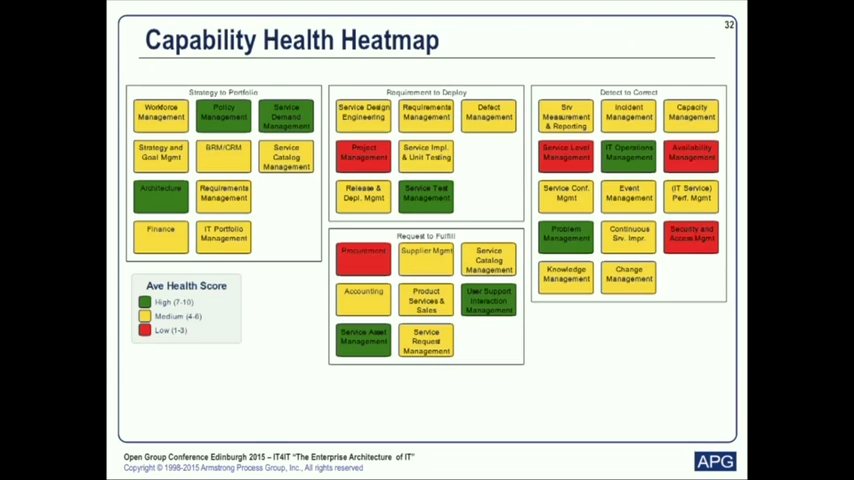 32
Capability Health Heatmap
Strategy to Portfolio
Workforce
Management
Policy
Management
Service
Demand
Management
Strategy and
Goal Mgmt
BRM/CRM
Service
Catalog
Management
Architecture
Requirements
Management
Finance
IT Portfolio
Management
Requirement to Deploy
Service Design
Engineering
Requirements
Management
Defect
Management
Project
Management
Service Impl.
& Unit Testing
Release &
Depl. Mgmt
Service Test
Management
Request to Fulfill
Procurement
Supplier Mgmt
Service
Catalog
Management
Accounting
Product
Services &
Sales
User Support
Interaction
Management
Service Asset
Management
Service
Request
Management
Detect to Correct
Srv
Measurement
& Reporting
Incident
Management
Capacity
Management
Service Level
Management
IT Operations
Management
Availability
Management
Service Conf.
Mgmt
Event
Management
(IT Service)
Perf. Mgmt
Problem
Management
Continuous
Srv. Impr.
Security and
Access Mgmt
Knowledge
Management
Change
Management
Ave Health Score
High (7-10)
Medium (4-6)
Low (1-3)
Open Group Conference Edinburgh 2015 – IT4IT "The Enterprise Architecture of IT"
Copyright © 1998-2015 Armstrong Process Group, Inc., All rights reserved
APG